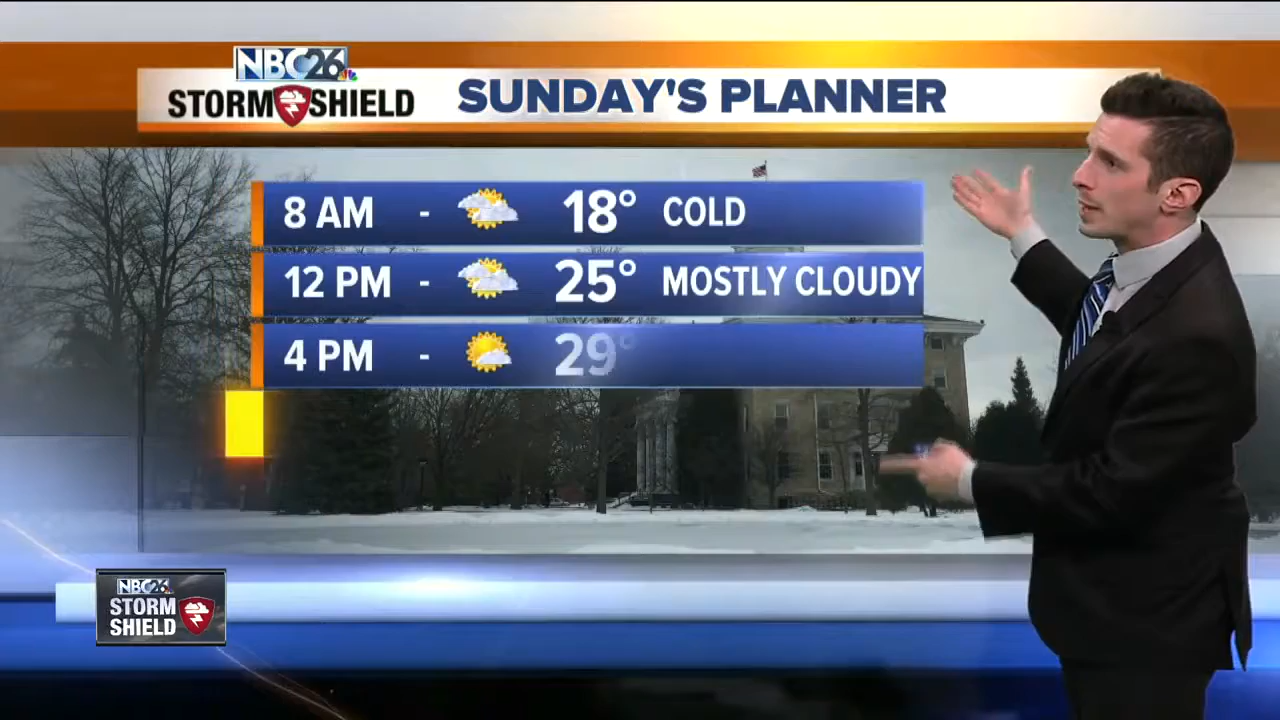 NBC26
STORM SHIELD
SUNDAY'S PLANNER
8 AM - 18° COLD
12 PM - 25° MOSTLY CLOUDY
4 PM - 29°
NBC26
STORM
SHIELD